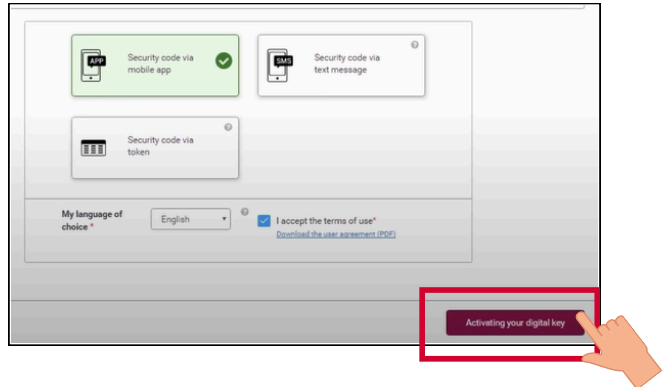 APP
Security code via
mobile app
SMS
Security code via
text message
?
Security code via
token
?
My language of
choice *
English
?
I accept the terms of use*
Download the user agreement (PDF)
Activating your digital key